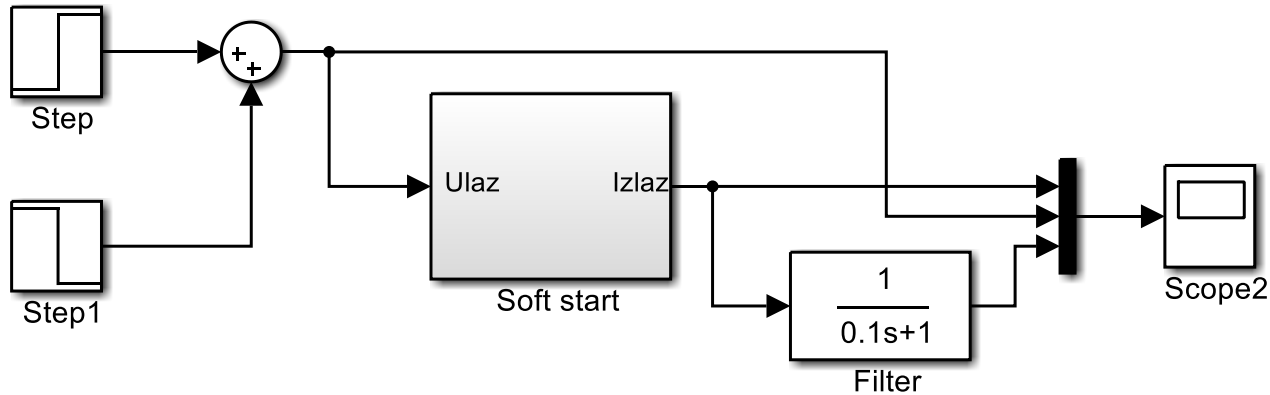 +
+
Step
Ulaz
Izlaz
Soft start
Step1
1
0.1s+1
Filter
Scope2